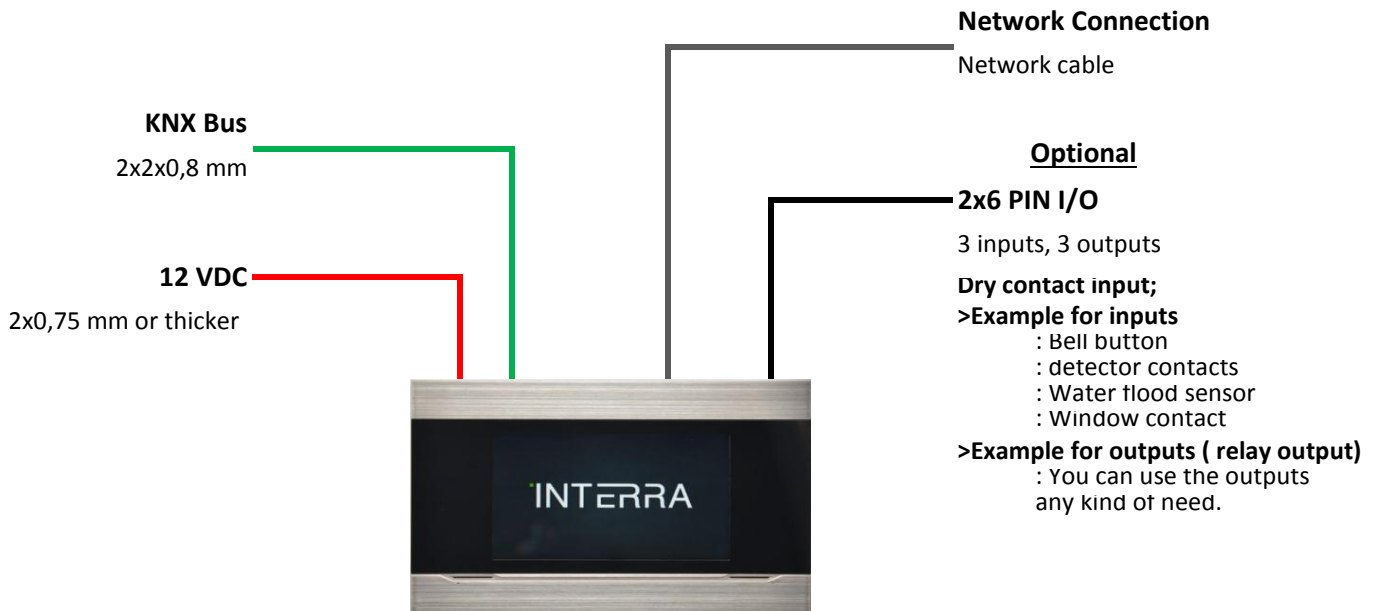 Network Connection
Network cable
KNX Bus
2x2x0,8 mm
Optional
2x6 PIN I/O
3 inputs, 3 outputs
12 VDC
2x0,75 mm or thicker
Dry contact input;
>Example for inputs
: Bell button
: detector contacts
: Water flood sensor
: Window contact
>Example for outputs ( relay output)
: You can use the outputs
any kind of need.
INTERRA